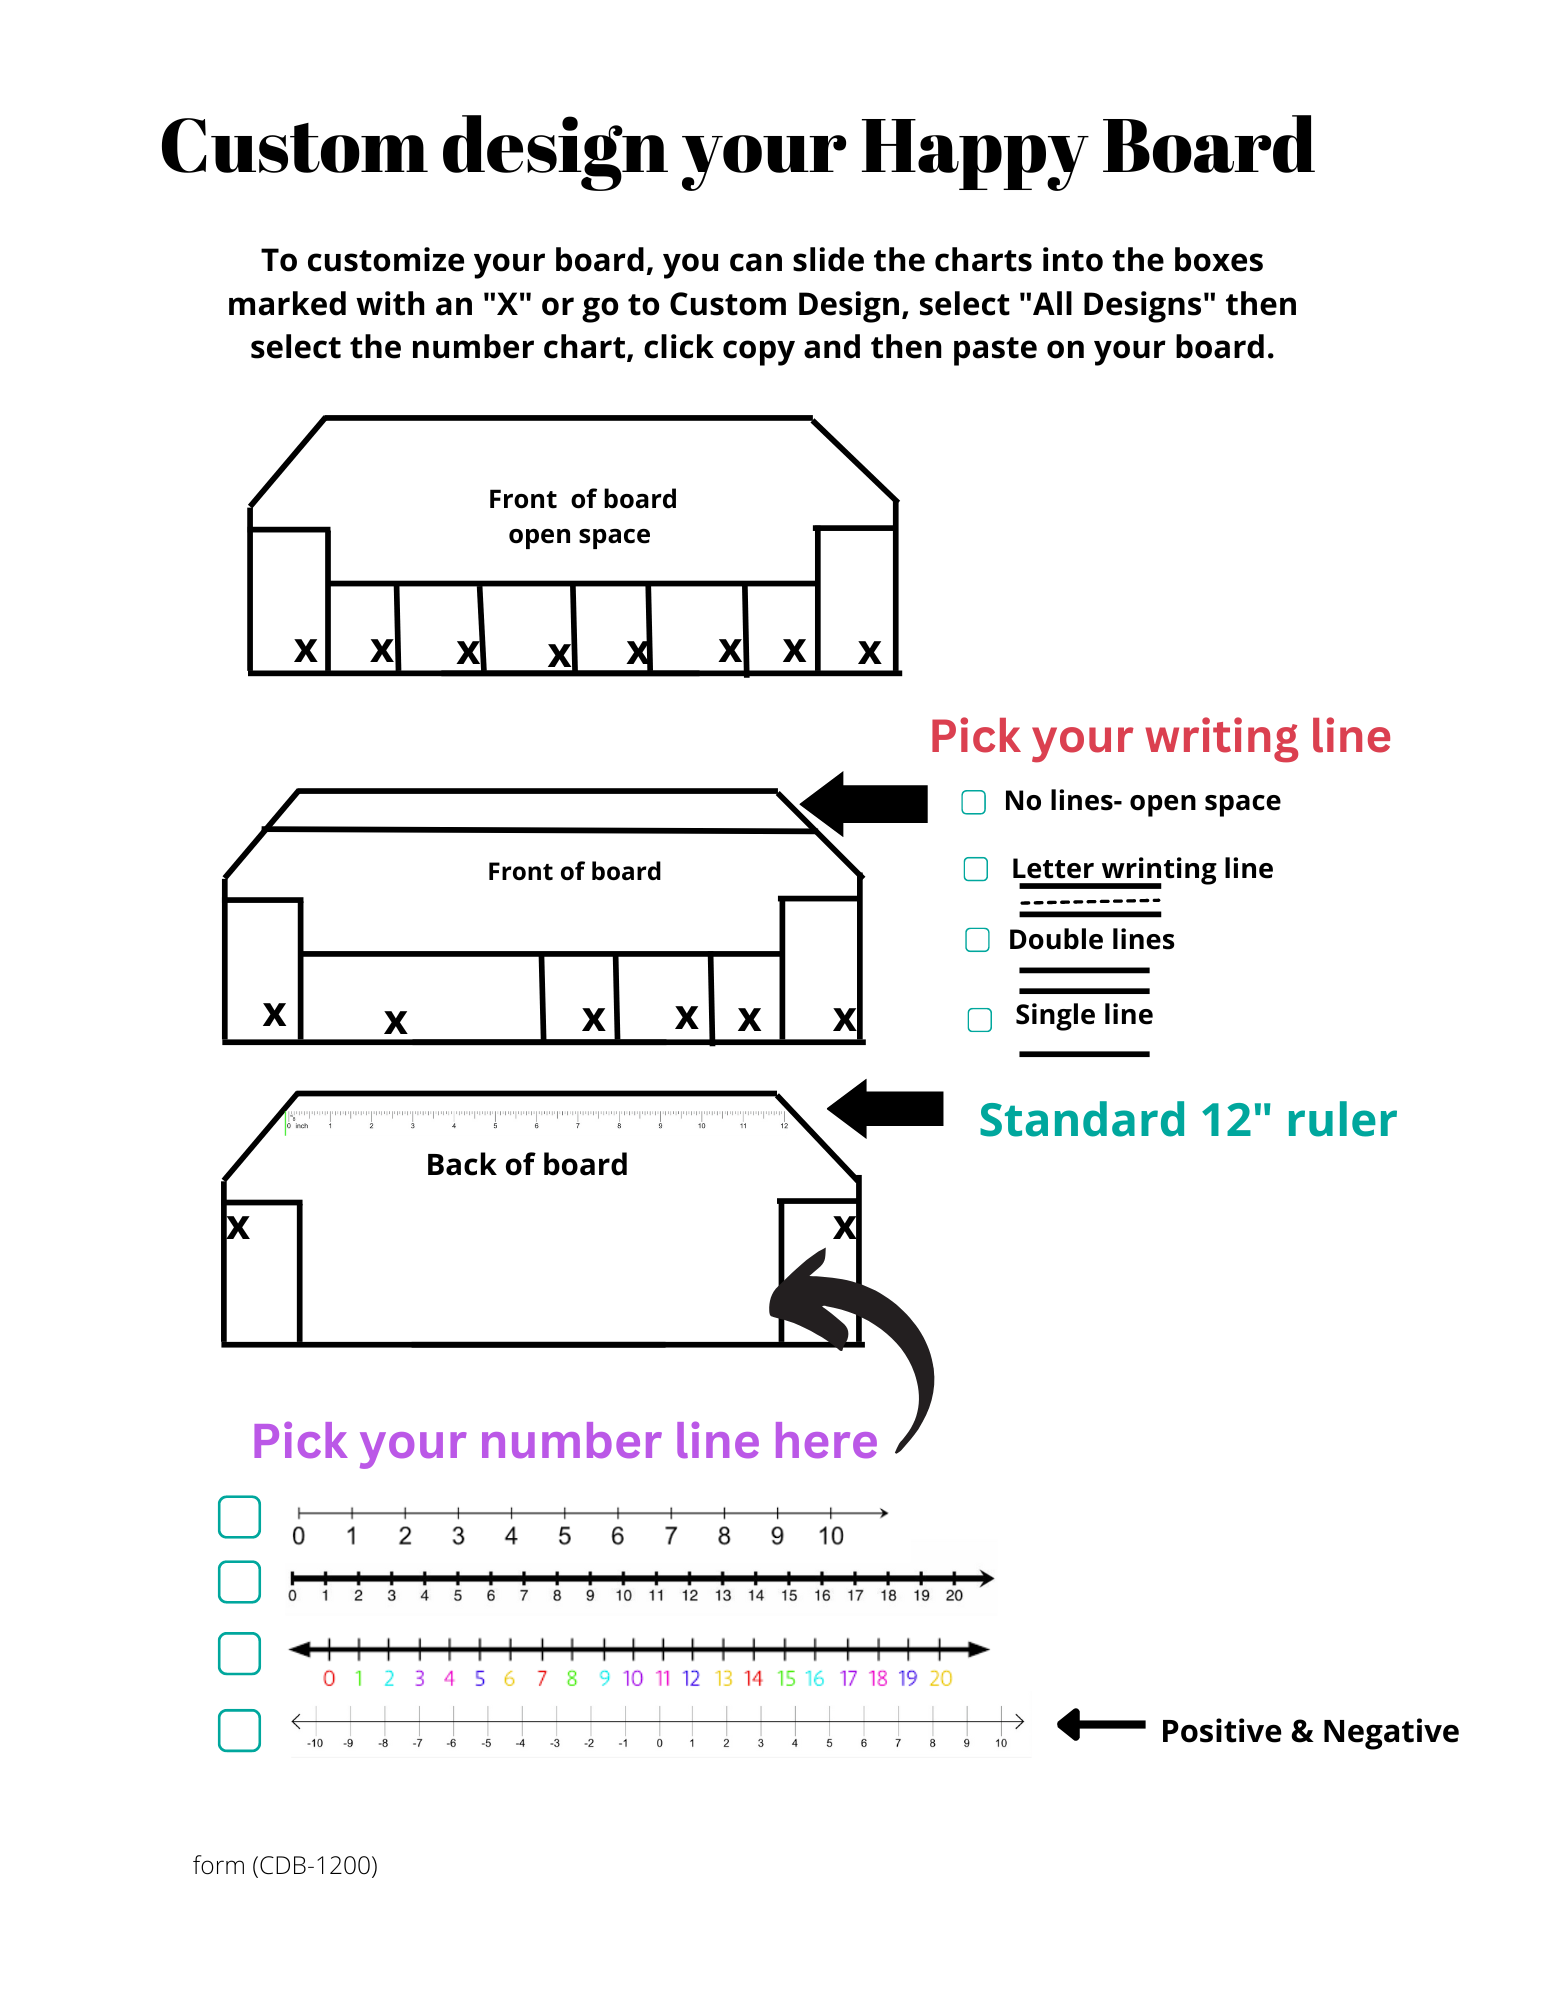 Custom design your Happy Board
To customize your board, you can slide the charts into the boxes
marked with an "X" or go to Custom Design, select "All Designs" then
select the number chart, click copy and then paste on your board.
Front of board
open space
X X X X X X X X
Pick your writing line
No lines- open space
Letter wrinting line
Front of board
Double lines
Single line
X X X X X X
0 inch 1 2 3 4 5 6 7 8 9 10 11 12
Standard 12" ruler
Back of board
X X
Pick your number line here
0 1 2 3 4 5 6 7 8 9 10
0 1 2 3 4 5 6 7 8 9 10 11 12 13 14 15 16 17 18 19 20
0 1 2 3 4 5 6 7 8 9 10 11 12 13 14 15 16 17 18 19 20
-10 -9 -8 -7 -6 -5 -4 -3 -2 -1 0 1 2 3 4 5 6 7 8 9 10
Positive & Negative
form (CDB-1200)